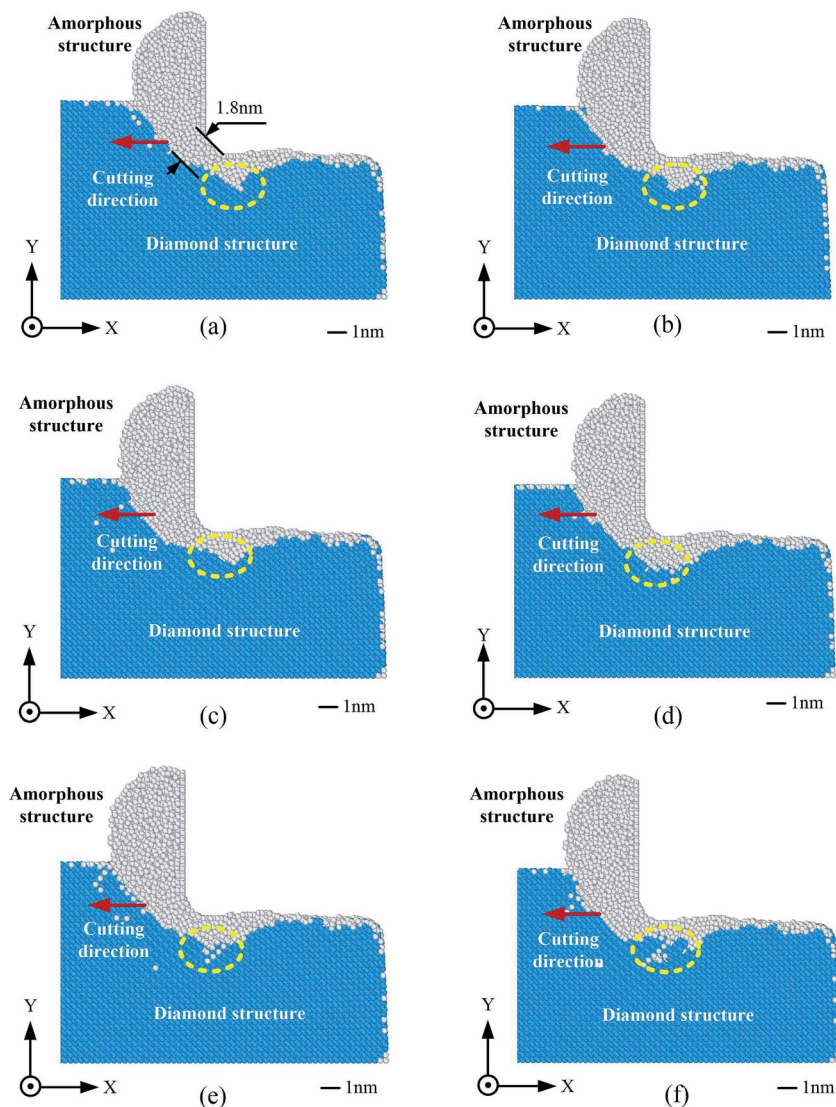 Amorphous
structure
1.8nm
Cutting
direction
Diamond structure
Y
X
(a)
1nm
Amorphous
structure
Cutting
direction
Diamond structure
Y
X
(b)
1nm
Amorphous
structure
Cutting
direction
Diamond structure
Y
X
(c)
1nm
Amorphous
structure
Cutting
direction
Diamond structure
Y
X
(d)
1nm
Amorphous
structure
Cutting
direction
Diamond structure
Y
X
(e)
1nm
Amorphous
structure
Cutting
direction
Diamond structure
Y
X
(f)
1nm